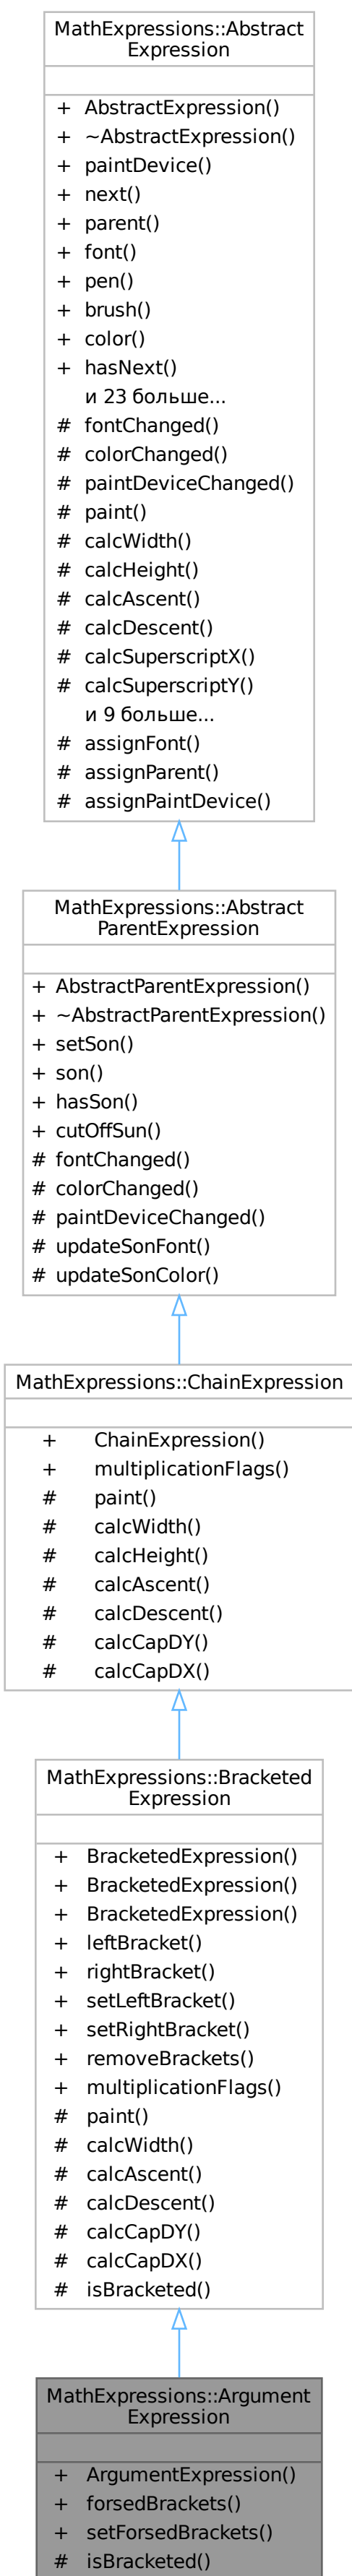 MathExpressions::Abstract
Expression
+ AbstractExpression()
+ ~AbstractExpression()
+ paintDevice()
+ next()
+ parent()
+ font()
+ pen()
+ brush()
+ color()
+ hasNext()
и 23 больше...
# fontChanged()
# colorChanged()
# paintDeviceChanged()
# paint()
# calcWidth()
# calcHeight()
# calcAscent()
# calcDescent()
# calcSuperscriptX()
# calcSuperscriptY()
и 9 больше...
# assignFont()
# assignParent()
# assignPaintDevice()
MathExpressions::Abstract
ParentExpression
+ AbstractParentExpression()
+ ~AbstractParentExpression()
+ setSon()
+ son()
+ hasSon()
+ cutOffSun()
# fontChanged()
# colorChanged()
# paintDeviceChanged()
# updateSonFont()
# updateSonColor()
MathExpressions::ChainExpression
+ ChainExpression()
+ multiplicationFlags()
# paint()
# calcWidth()
# calcHeight()
# calcAscent()
# calcDescent()
# calcCapDY()
# calcCapDX()
MathExpressions::Bracketed
Expression
+ BracketedExpression()
+ BracketedExpression()
+ BracketedExpression()
+ leftBracket()
+ rightBracket()
+ setLeftBracket()
+ setRightBracket()
+ removeBrackets()
+ multiplicationFlags()
# paint()
# calcWidth()
# calcAscent()
# calcDescent()
# calcCapDY()
# calcCapDX()
# isBracketed()
MathExpressions::Argument
Expression
+ ArgumentExpression()
+ forsedBrackets()
+ setForsedBrackets()
# isBracketed()